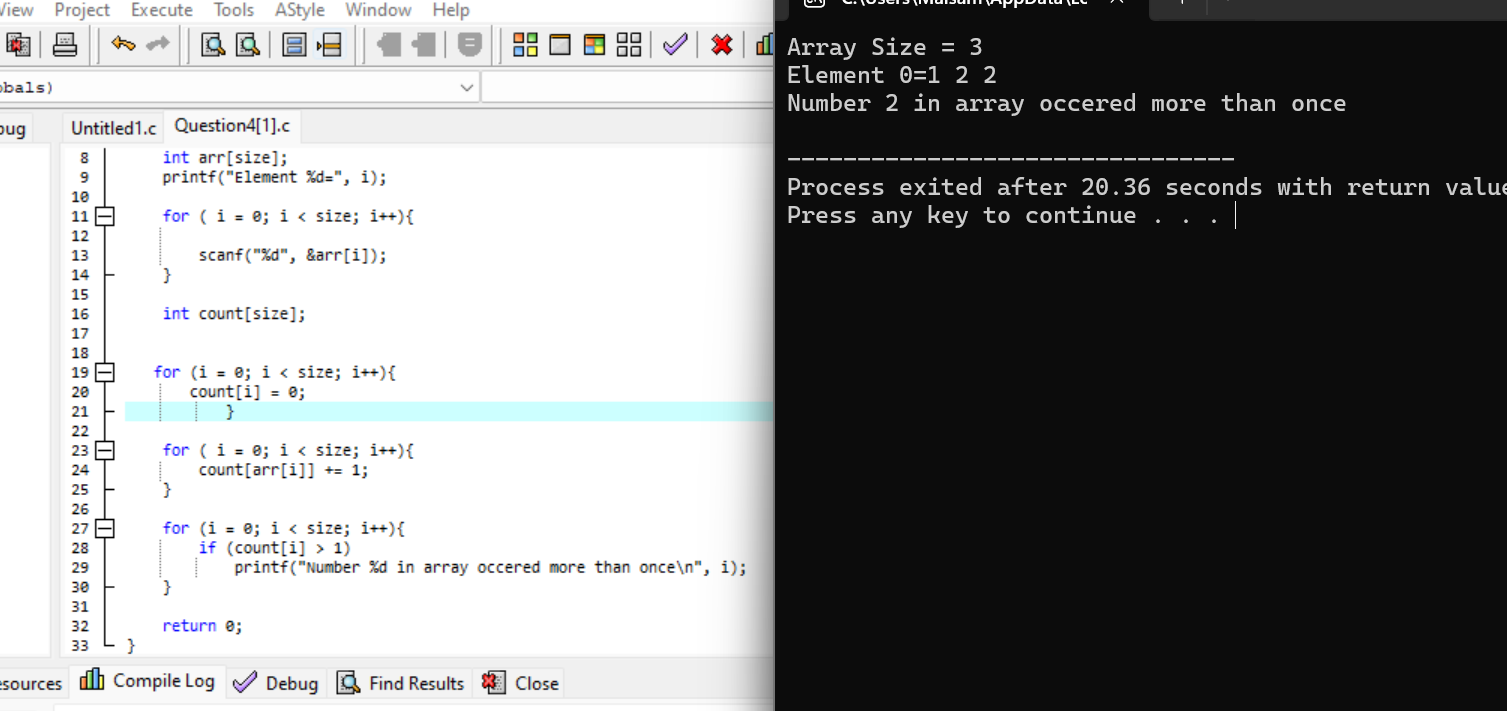 View Project Execute Tools AStyle Window Help
Untitled1.c Question4[1].c
8 int arr[size];
9 printf("Element %d=", i);
10
11 for ( i = 0; i < size; i++){
12
13 scanf("%d", &arr[i]);
14 }
15
16 int count[size];
17
18
19 for (i = 0; i < size; i++){
20 count[i] = 0;
21 }
22
23 for ( i = 0; i < size; i++){
24 count[arr[i]] += 1;
25 }
26
27 for (i = 0; i < size; i++){
28 if (count[i] > 1)
29 printf("Number %d in array occered more than once\n", i);
30 }
31
32 return 0;
33 }
esources Compile Log Debug Find Results Close
Array Size = 3
Element 0=1 2 2
Number 2 in array occered more than once
--------------------------------
Process exited after 20.36 seconds with return value
Press any key to continue . . .